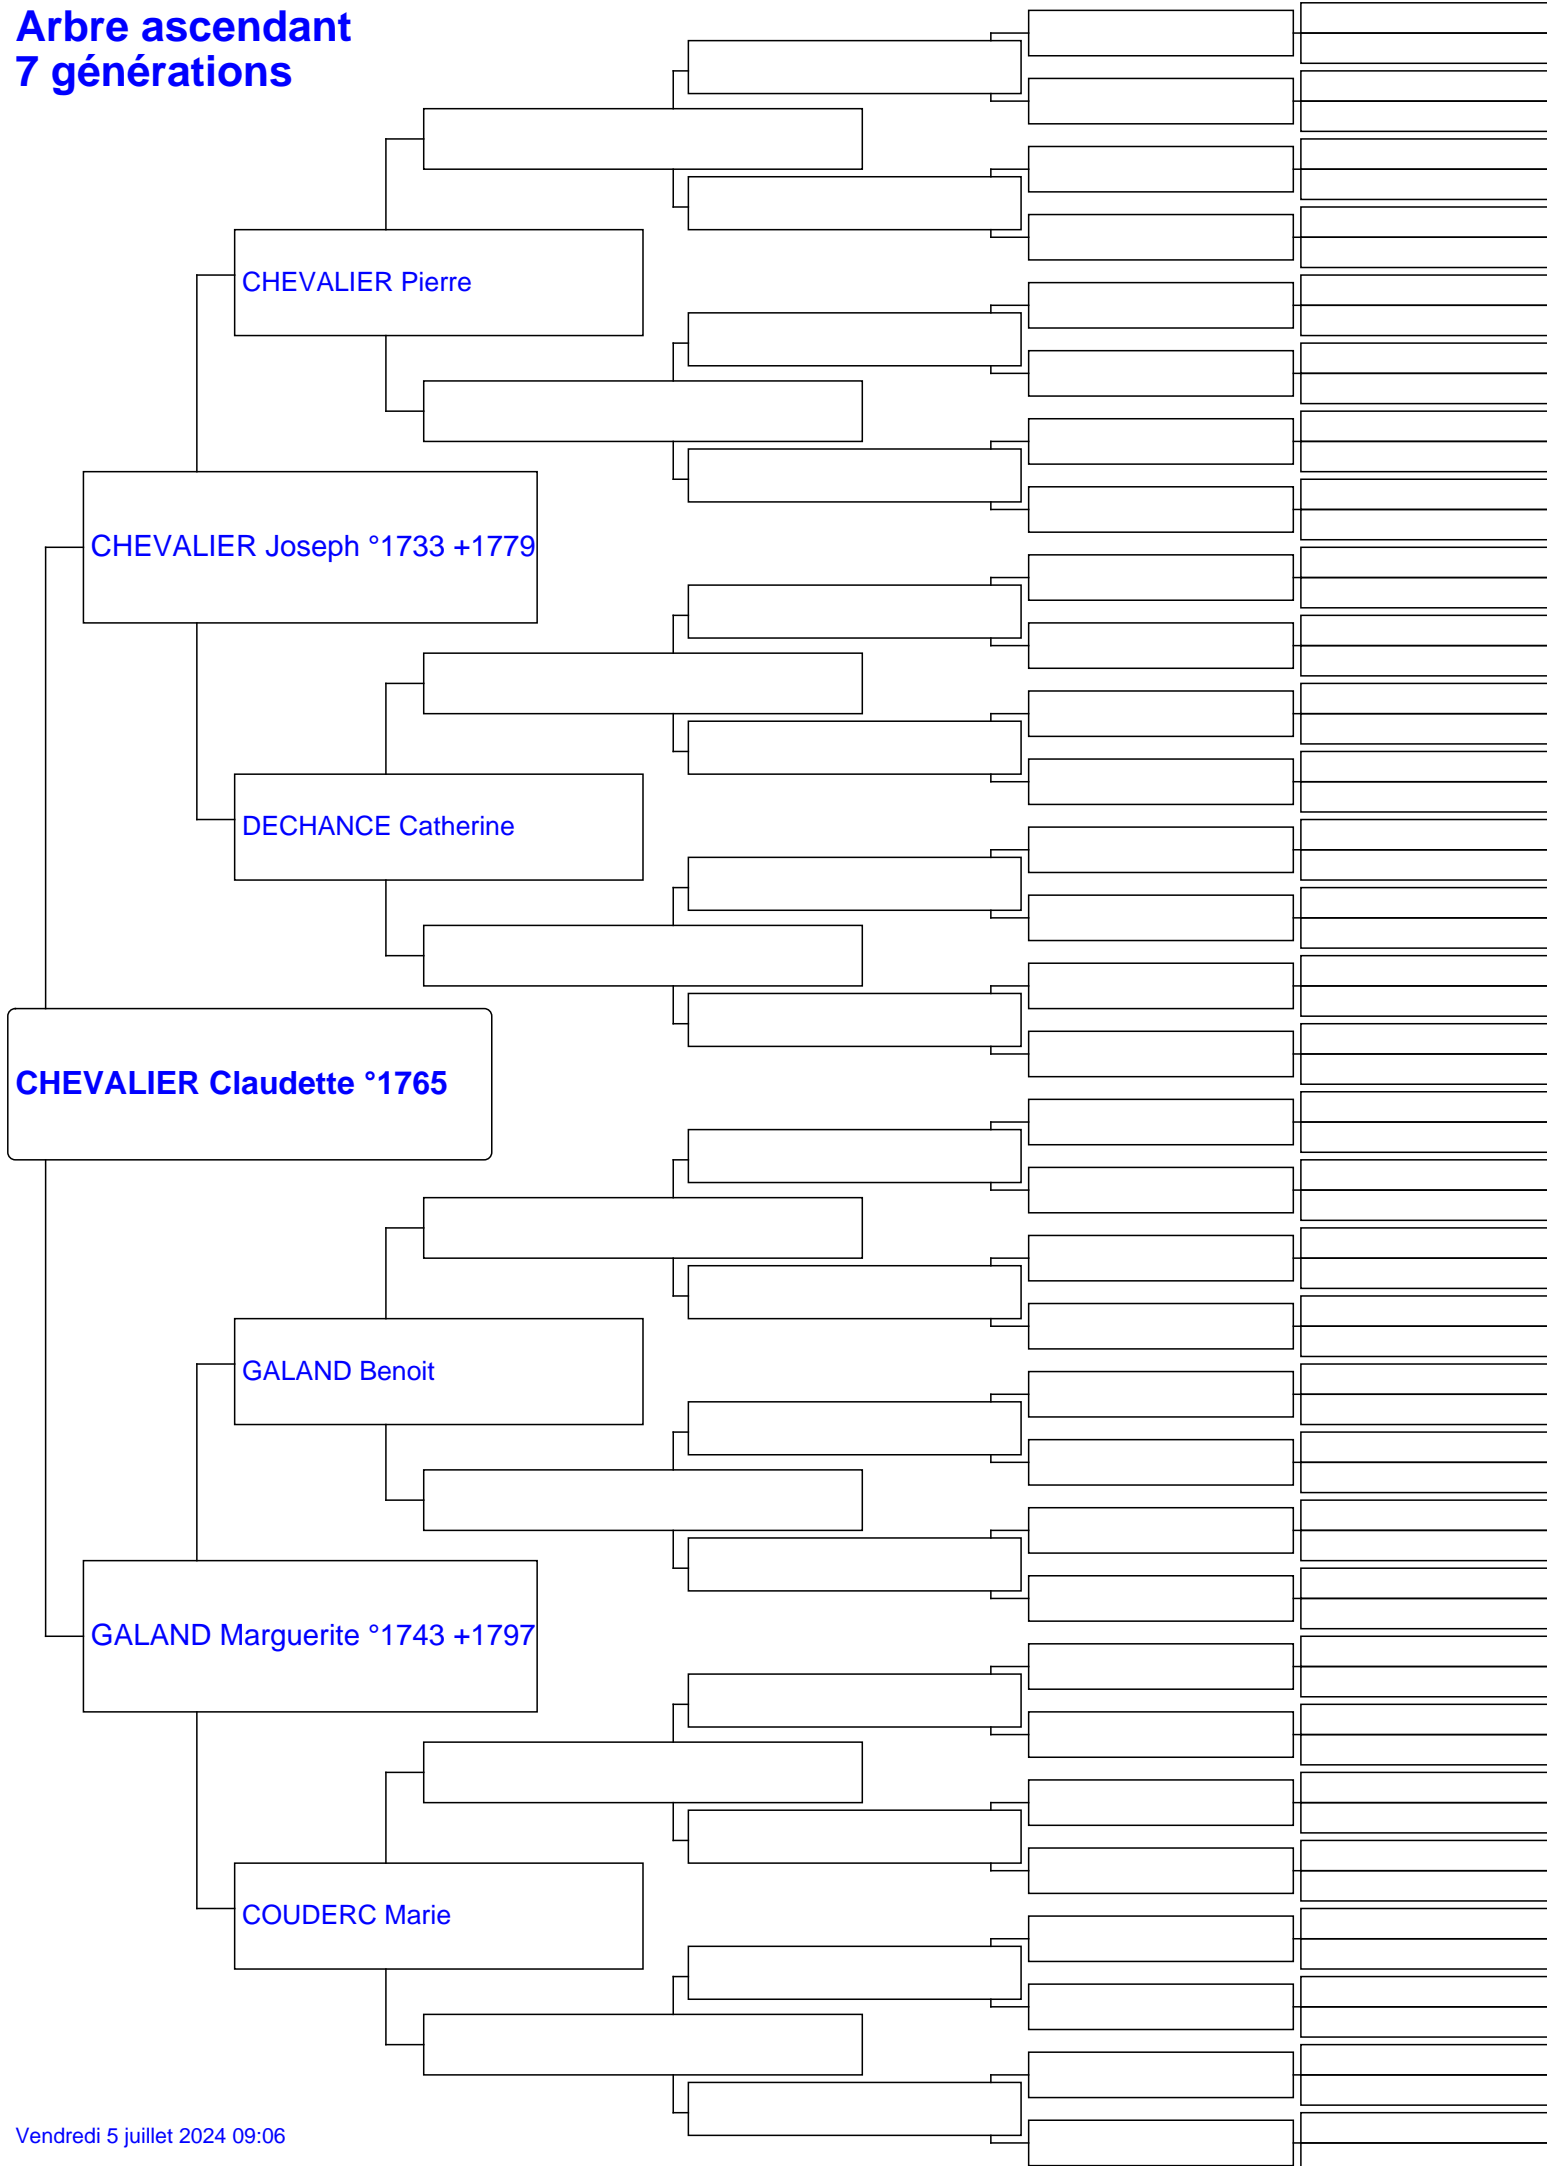 Arbre ascendant
7 générations
CHEVALIER Pierre
CHEVALIER Joseph °1733 +1779
DECHANCE Catherine
CHEVALIER Claudette °1765
GALAND Benoit
GALAND Marguerite °1743 +1797
COUDERC Marie
Vendredi 5 juillet 2024 09:06